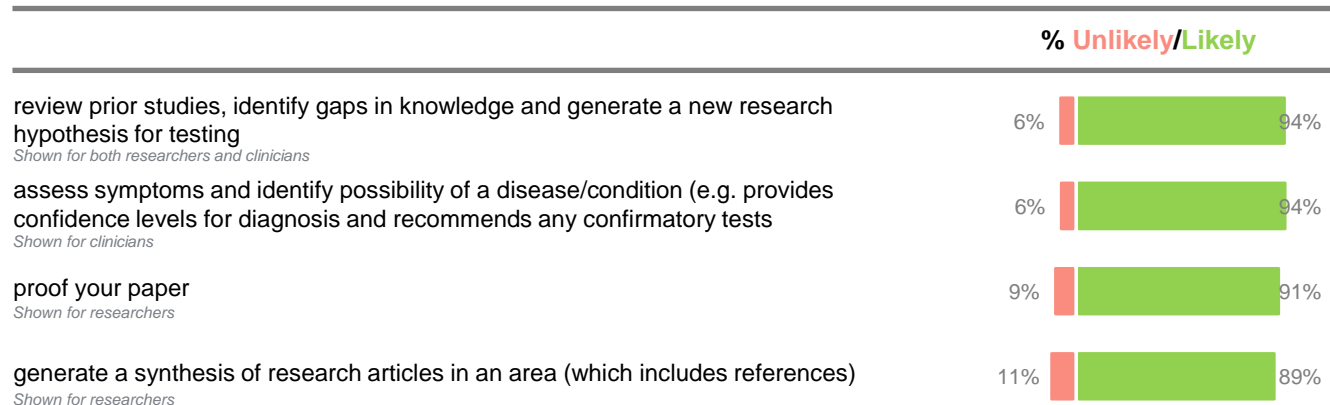 % Unlikely/Likely
review prior studies, identify gaps in knowledge and generate a new research
hypothesis for testing
Shown for both researchers and clinicians
6%
94%
assess symptoms and identify possibility of a disease/condition (e.g. provides
confidence levels for diagnosis and recommends any confirmatory tests
Shown for clinicians
6%
94%
proof your paper
Shown for researchers
9%
91%
generate a synthesis of research articles in an area (which includes references)
Shown for researchers
11%
89%